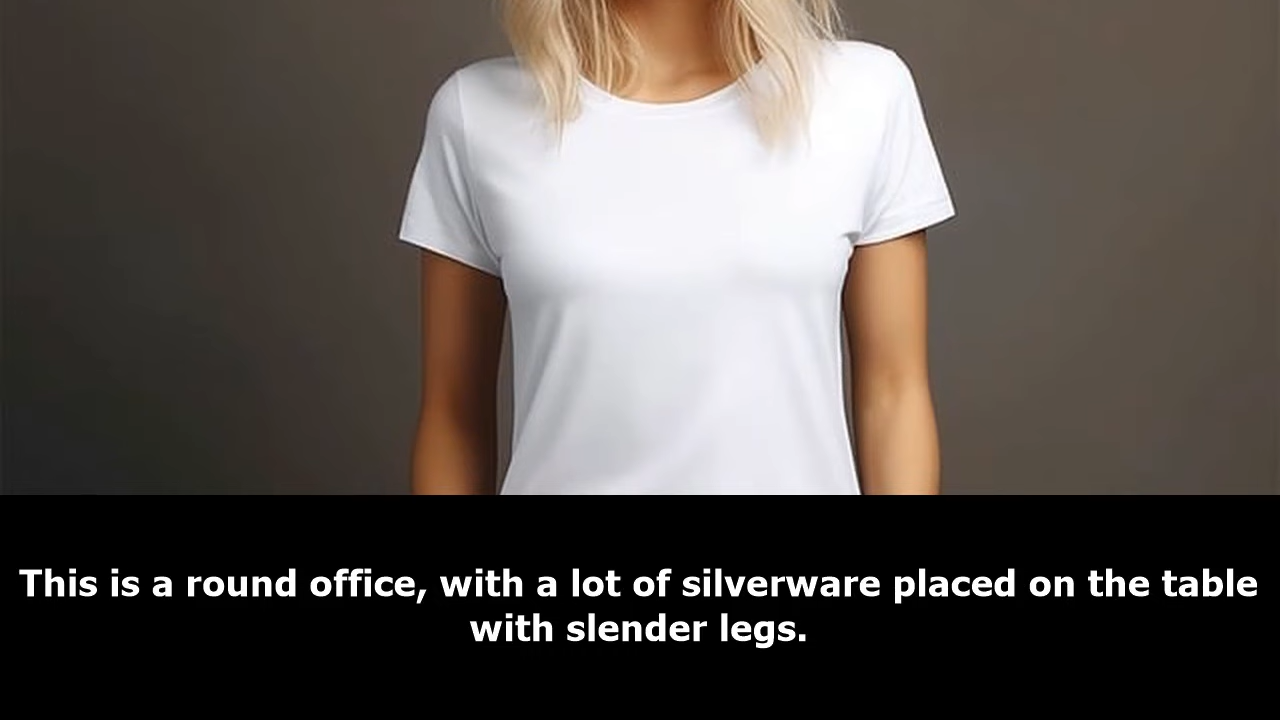 This is a round office, with a lot of silverware placed on the table
with slender legs.